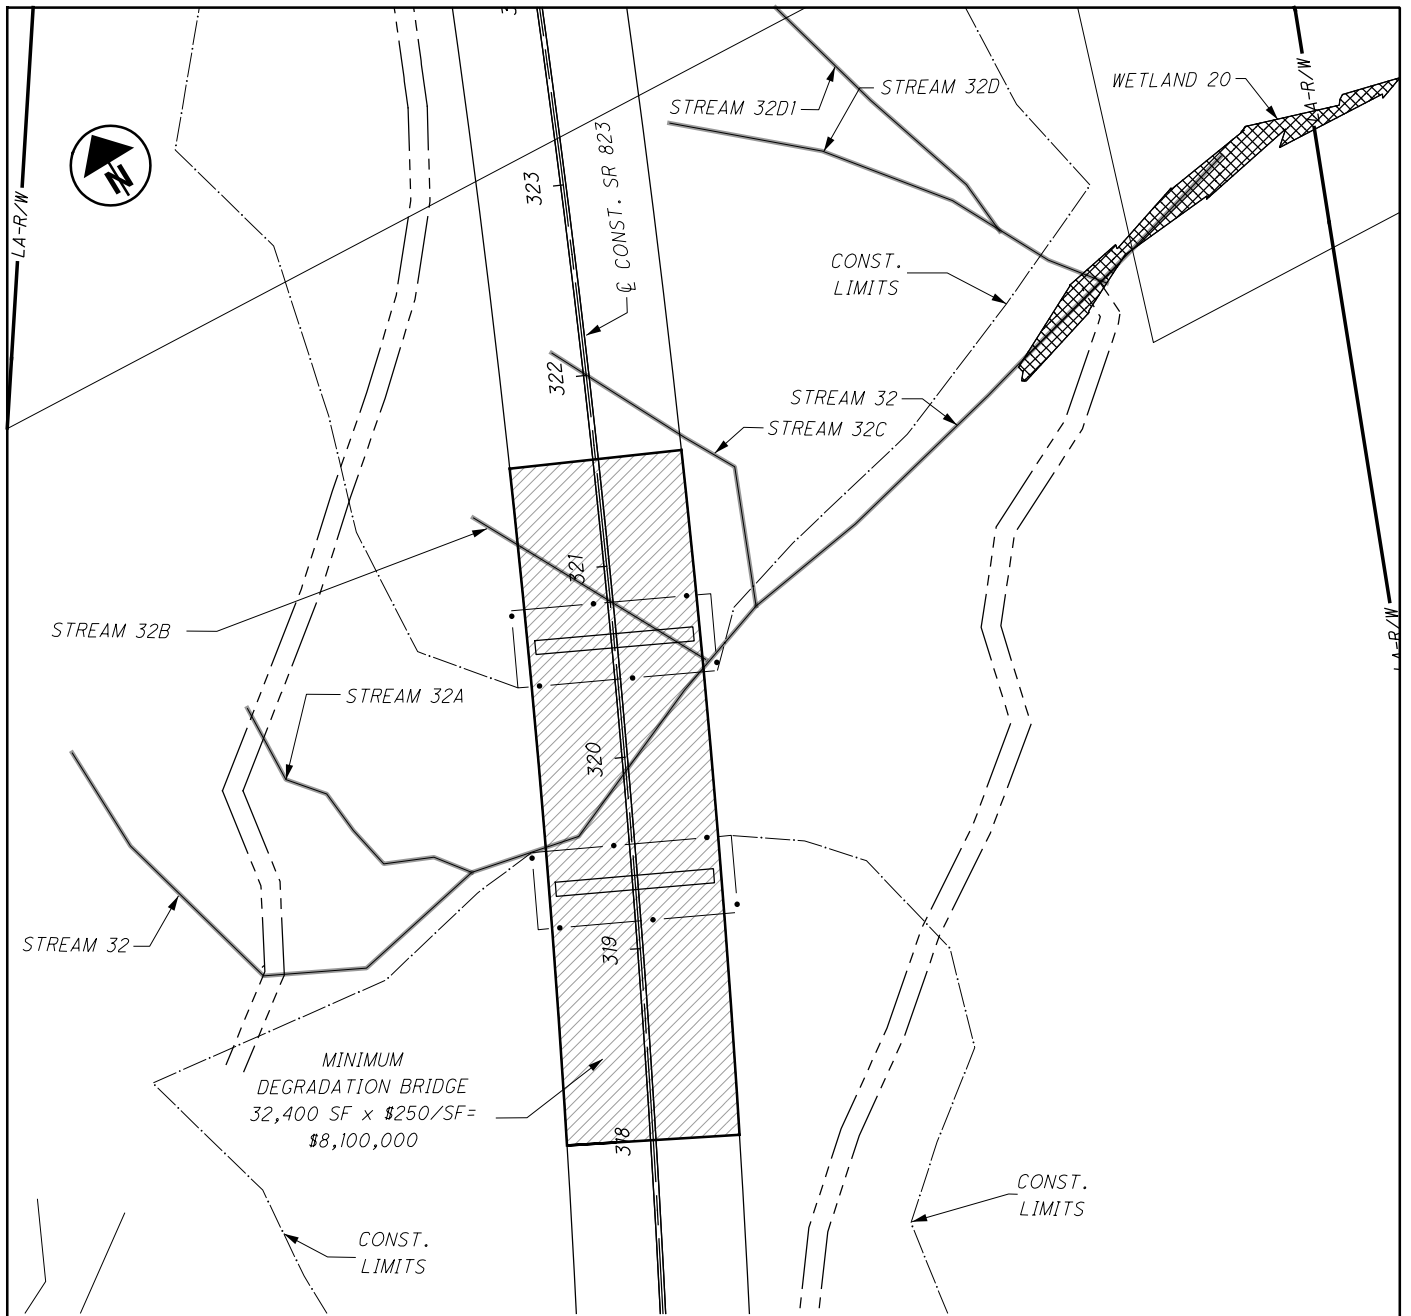 WETLAND 20
LA-R/W
STREAM 32D
STREAM 32D1
323
℄ CONST. SR 823
N
LA-R/W
CONST.
LIMITS
322
STREAM 32
STREAM 32C
321
STREAM 32B
LA-R/W
STREAM 32A
320
STREAM 32
319
MINIMUM
DEGRADATION BRIDGE
32,400 SF x $250/SF=
$8,100,000
318
CONST.
LIMITS
CONST.
LIMITS